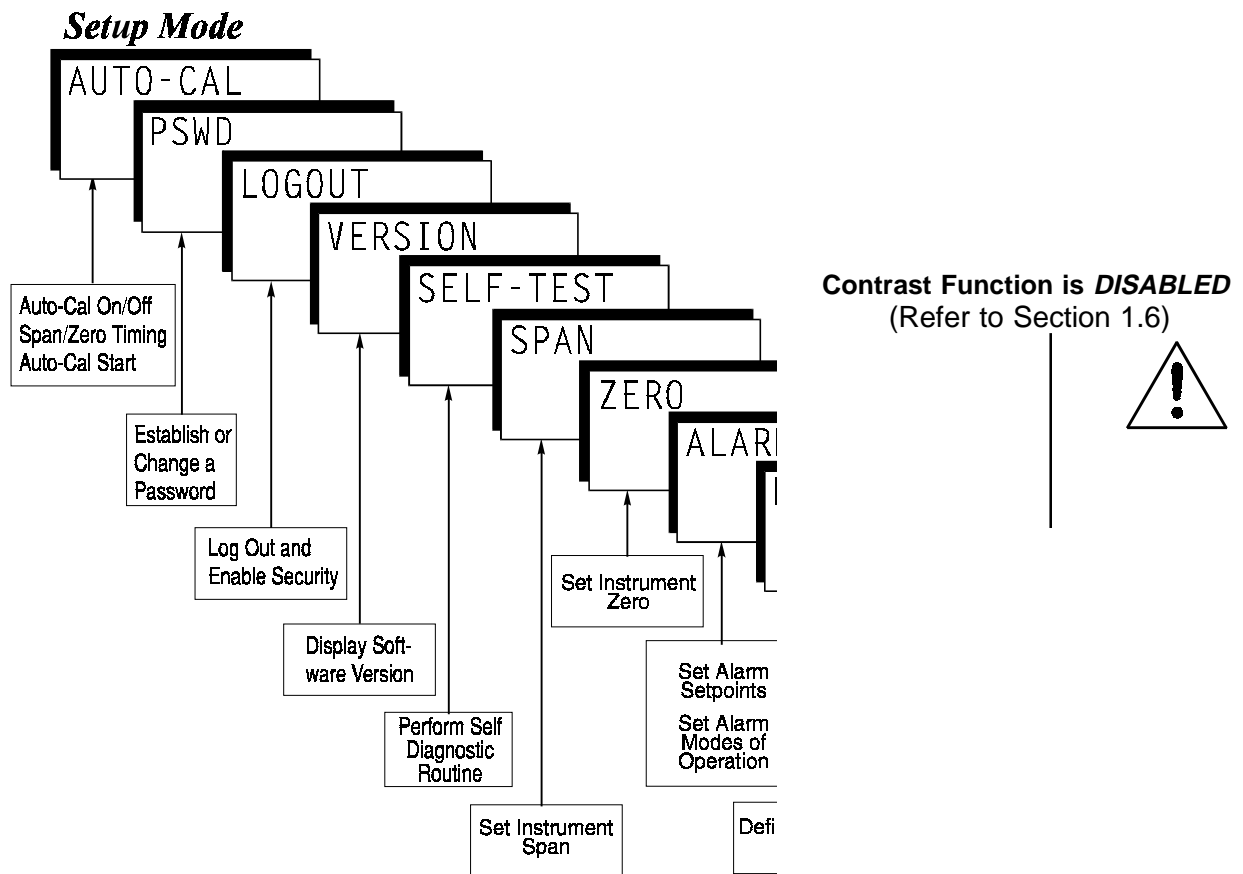 Setup Mode
AUTO-CAL
PSWD
LOGOUT
VERSION
SELF-TEST
SPAN
ZERO
Auto-Cal On/Off
Span/Zero Timing
Auto-Cal Start
Establish or
Change a
Password
Log Out and
Enable Security
Display Soft-
ware Version
Perform Self
Diagnostic
Routine
Set Instrument
Span
Set Instrument
Zero
Set Alarm
Setpoints
Set Alarm
Modes of
Operation
Contrast Function is DISABLED
(Refer to Section 1.6)
!